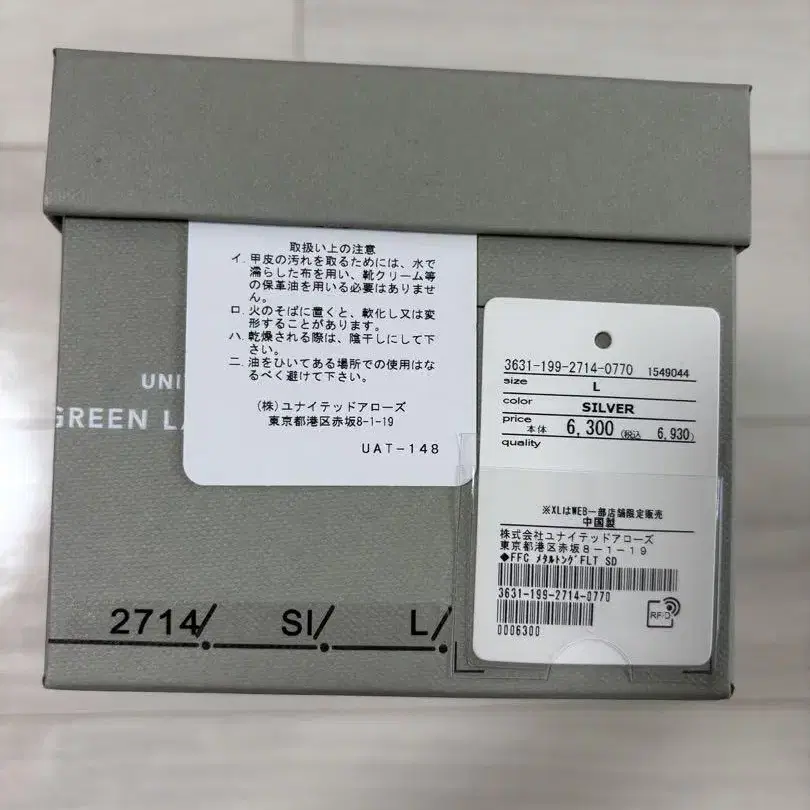 取扱い上の注意
イ.甲皮の汚れを取るためには、水で
濡らした布を用い、靴クリーム等
の保革油を用いる必要はありませ
ん。
ロ.火のそばに置くと、軟化し又は変
形することがあります。
ハ.乾燥される際は、陰干しにして下
さい。
ニ.油をひいてある場所での使用はな
るべく避けて下さい。
(株)ユナイテッドアローズ
東京都港区赤坂8-1-19
UAT-148
UNI
GREEN LA
3631-199-2714-0770 1549044
size L
color SILVER
price 本体 6,300 (税込 6,930)
quality
※XLはWEB一部店舗限定販売
中国製
株式会社ユナイテッドアローズ
東京都港区赤坂8-1-19
◆FFC メタルトングFLT SD
3631-199-2714-0770
0006300
RFID
2714/ SI/ L/